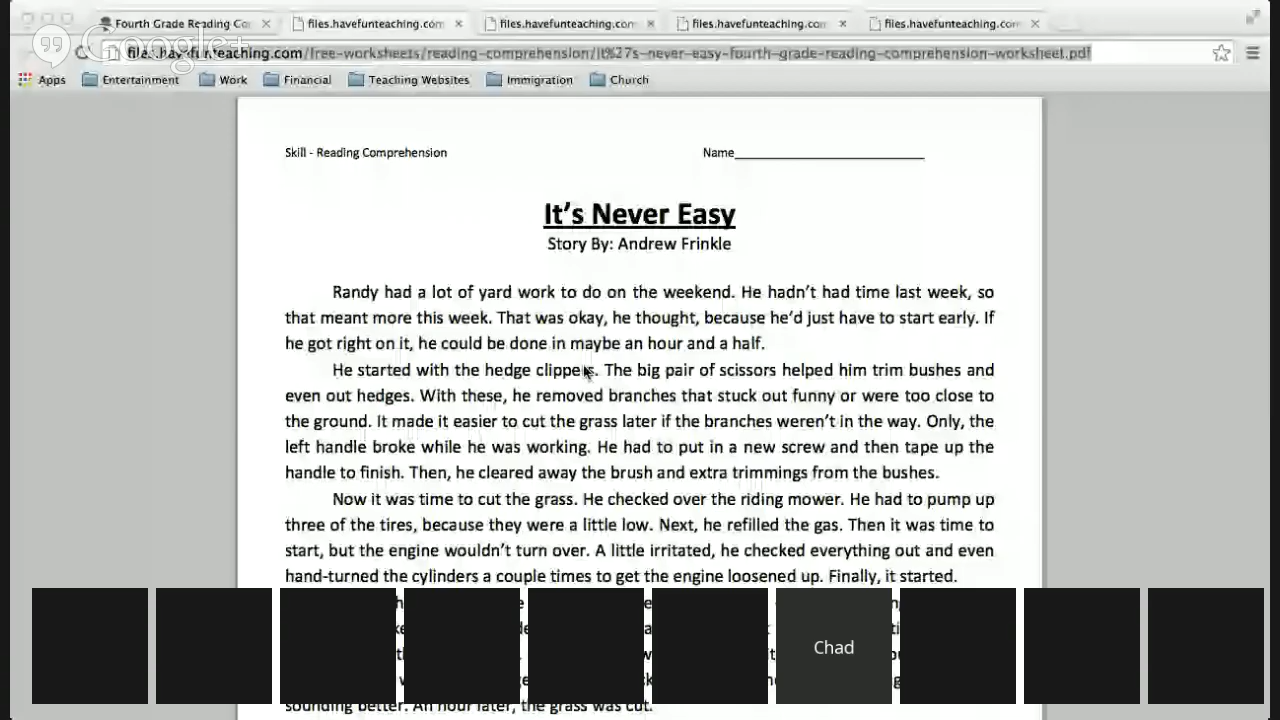 Fourth Grade Reading Co
files.havefunteaching.com
files.havefunteaching.com
files.havefunteaching.com
files.havefunteaching.com
Google+
files.havefunteaching.com/free-worksheets/reading-comprehension/it%27s-never-easy-fourth-grade-reading-comprehension-worksheet.pdf
Apps Entertainment Work Financial Teaching Websites Immigration Church
Skill - Reading Comprehension Name
It's Never Easy
Story By: Andrew Frinkle
Randy had a lot of yard work to do on the weekend. He hadn't had time last week, so
that meant more this week. That was okay, he thought, because he'd just have to start early. If
he got right on it, he could be done in maybe an hour and a half.
He started with the hedge clippers. The big pair of scissors helped him trim bushes and
even out hedges. With these, he removed branches that stuck out funny or were too close to
the ground. It made it easier to cut the grass later if the branches weren't in the way. Only, the
left handle broke while he was working. He had to put in a new screw and then tape up the
handle to finish. Then, he cleared away the brush and extra trimmings from the bushes.
Now it was time to cut the grass. He checked over the riding mower. He had to pump up
three of the tires, because they were a little low. Next, he refilled the gas. Then it was time to
start, but the engine wouldn't turn over. A little irritated, he checked everything out and even
hand-turned the cylinders a couple times to get the engine loosened up. Finally, it started.
Chad
sounding better. An hour later, the grass was cut.